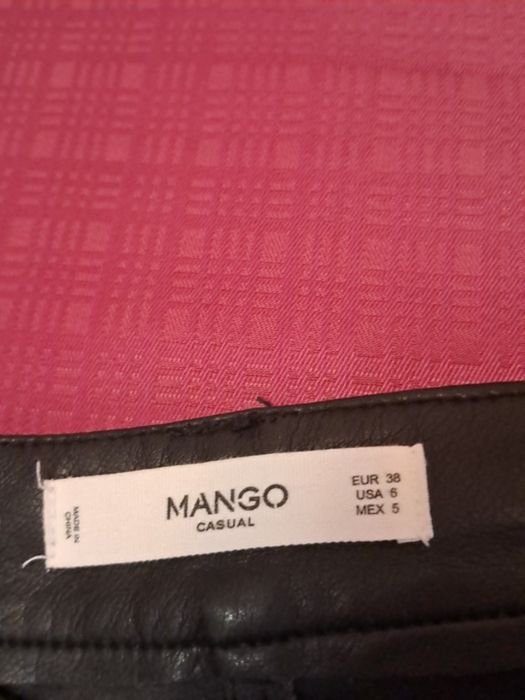 MADE IN
CHINA
MANGO
CASUAL
EUR 38
USA 6
MEX 5